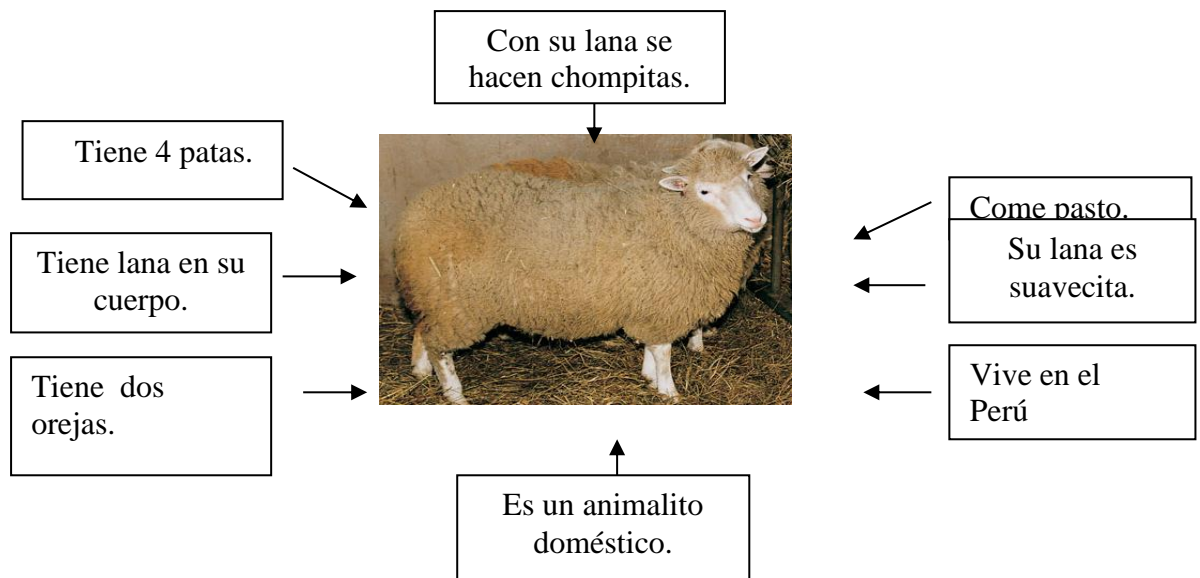 Con su lana se
hacen chompitas.
Tiene 4 patas.
Come pasto.
Tiene lana en su
cuerpo.
Su lana es
suavecita.
Tiene dos
orejas.
Vive en el
Perú
Es un animalito
doméstico.